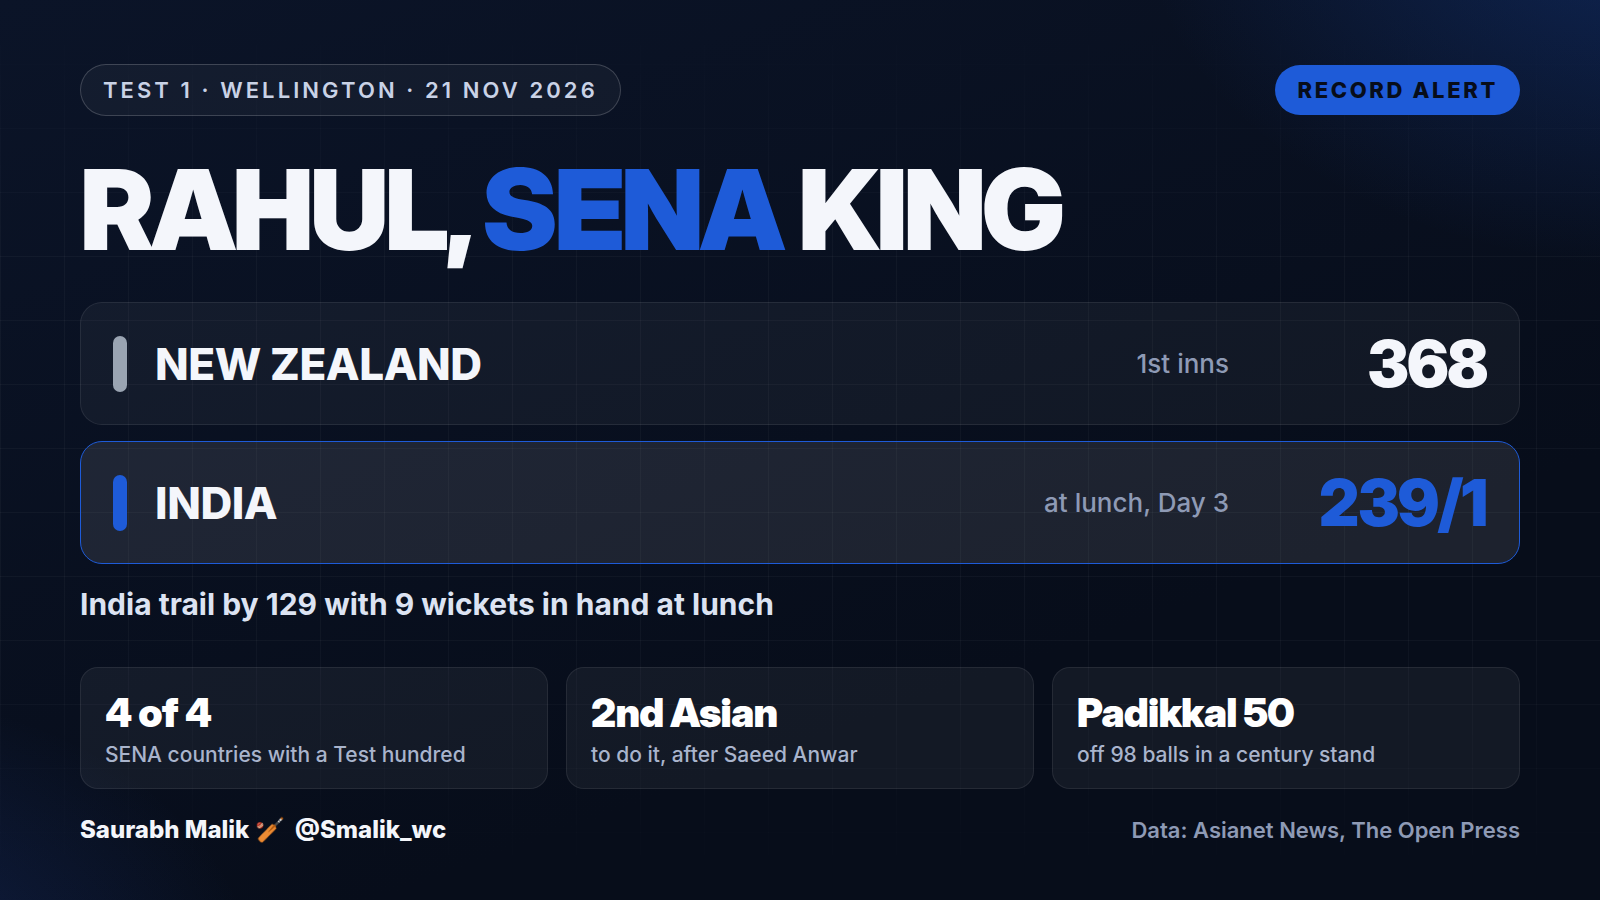 TEST 1 · WELLINGTON · 21 NOV 2026
RECORD ALERT
RAHUL, SENA KING
NEW ZEALAND
1st inns
368
INDIA
at lunch, Day 3
239/1
India trail by 129 with 9 wickets in hand at lunch
4 of 4
SENA countries with a Test hundred
2nd Asian
to do it, after Saeed Anwar
Padikkal 50
off 98 balls in a century stand
Saurabh Malik 🏏 @Smalik_wc
Data: Asianet News, The Open Press